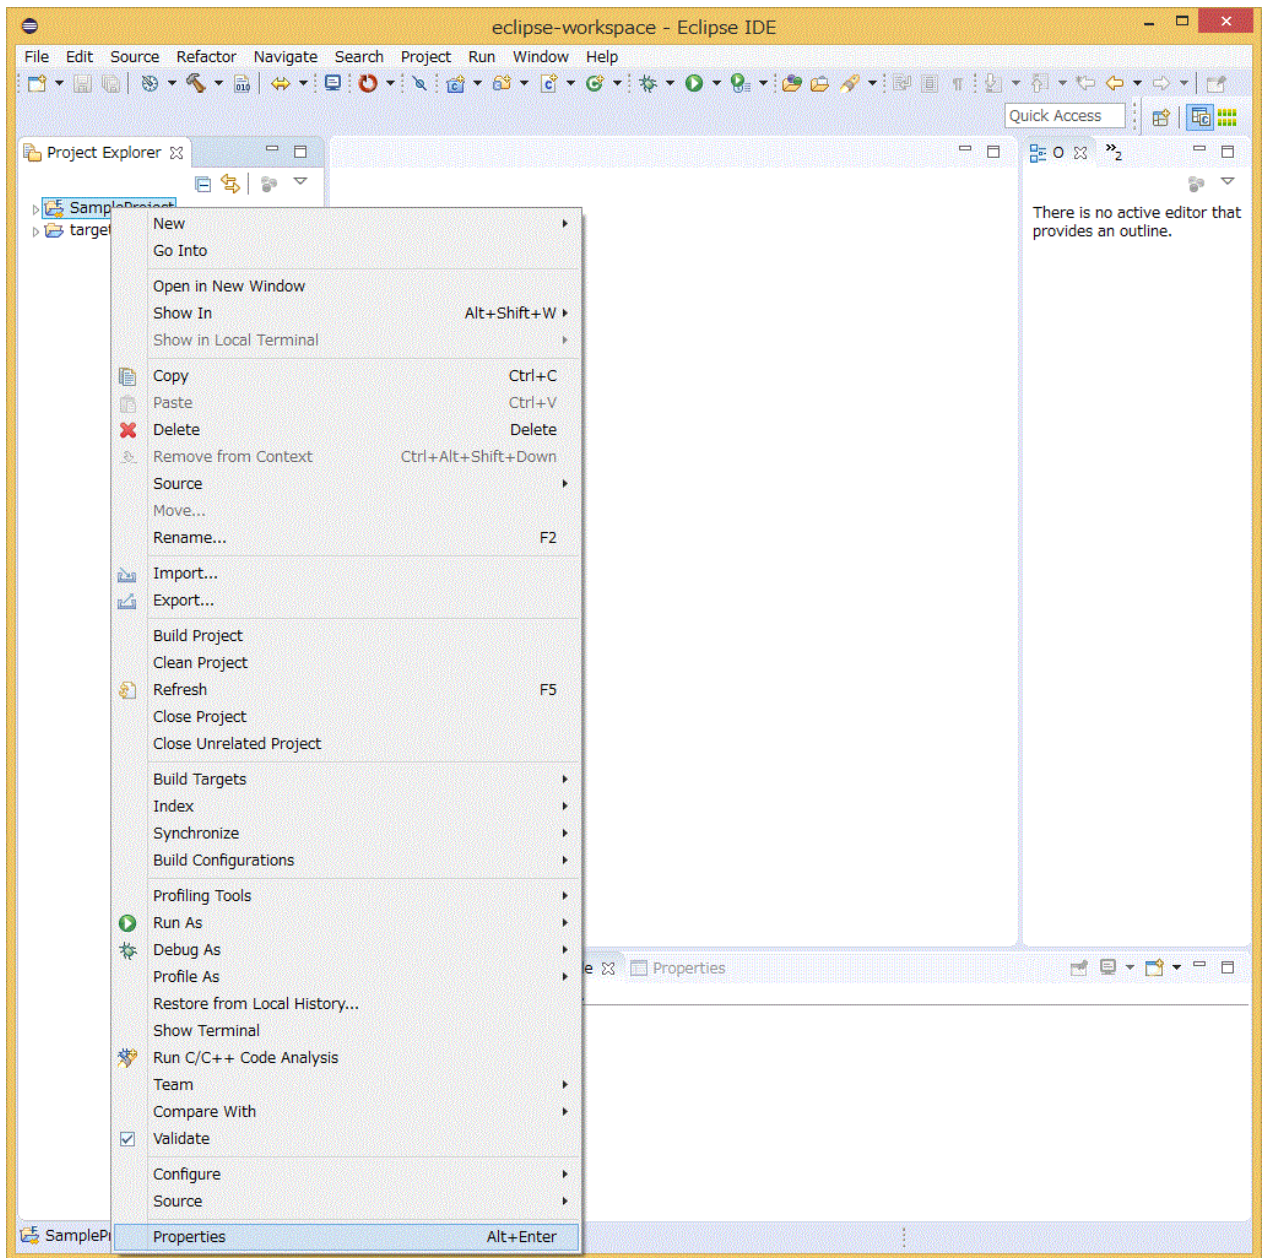 eclipse-workspace - Eclipse IDE
File Edit Source Refactor Navigate Search Project Run Window Help
Quick Access
Project Explorer
O
»2
SampleProject
target
There is no active editor that
provides an outline.
New
Go Into
Open in New Window
Show In Alt+Shift+W
Show in Local Terminal
Copy Ctrl+C
Paste Ctrl+V
Delete Delete
Remove from Context Ctrl+Alt+Shift+Down
Source
Move...
Rename... F2
Import...
Export...
Build Project
Clean Project
Refresh F5
Close Project
Close Unrelated Project
Build Targets
Index
Synchronize
Build Configurations
Profiling Tools
Run As
Debug As
Profile As
Restore from Local History...
Show Terminal
Run C/C++ Code Analysis
Team
Compare With
Validate
Configure
Source
Properties Alt+Enter
e
Properties
SamplePr